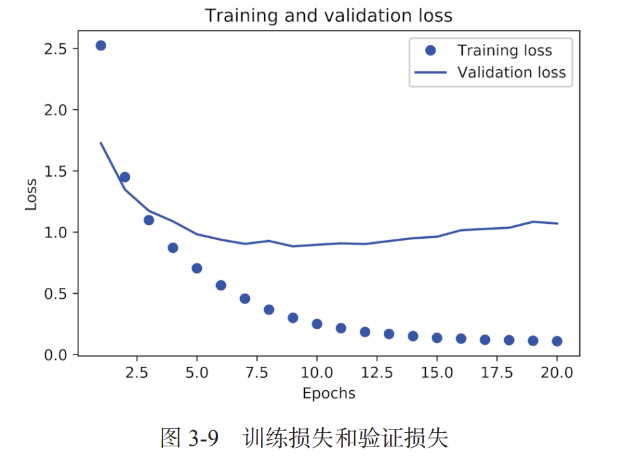 Training and validation loss
Training loss
Validation loss
Loss
2.5
2.0
1.5
1.0
0.5
0.0
2.5 5.0 7.5 10.0 12.5 15.0 17.5 20.0
Epochs
图 3-9 训练损失和验证损失